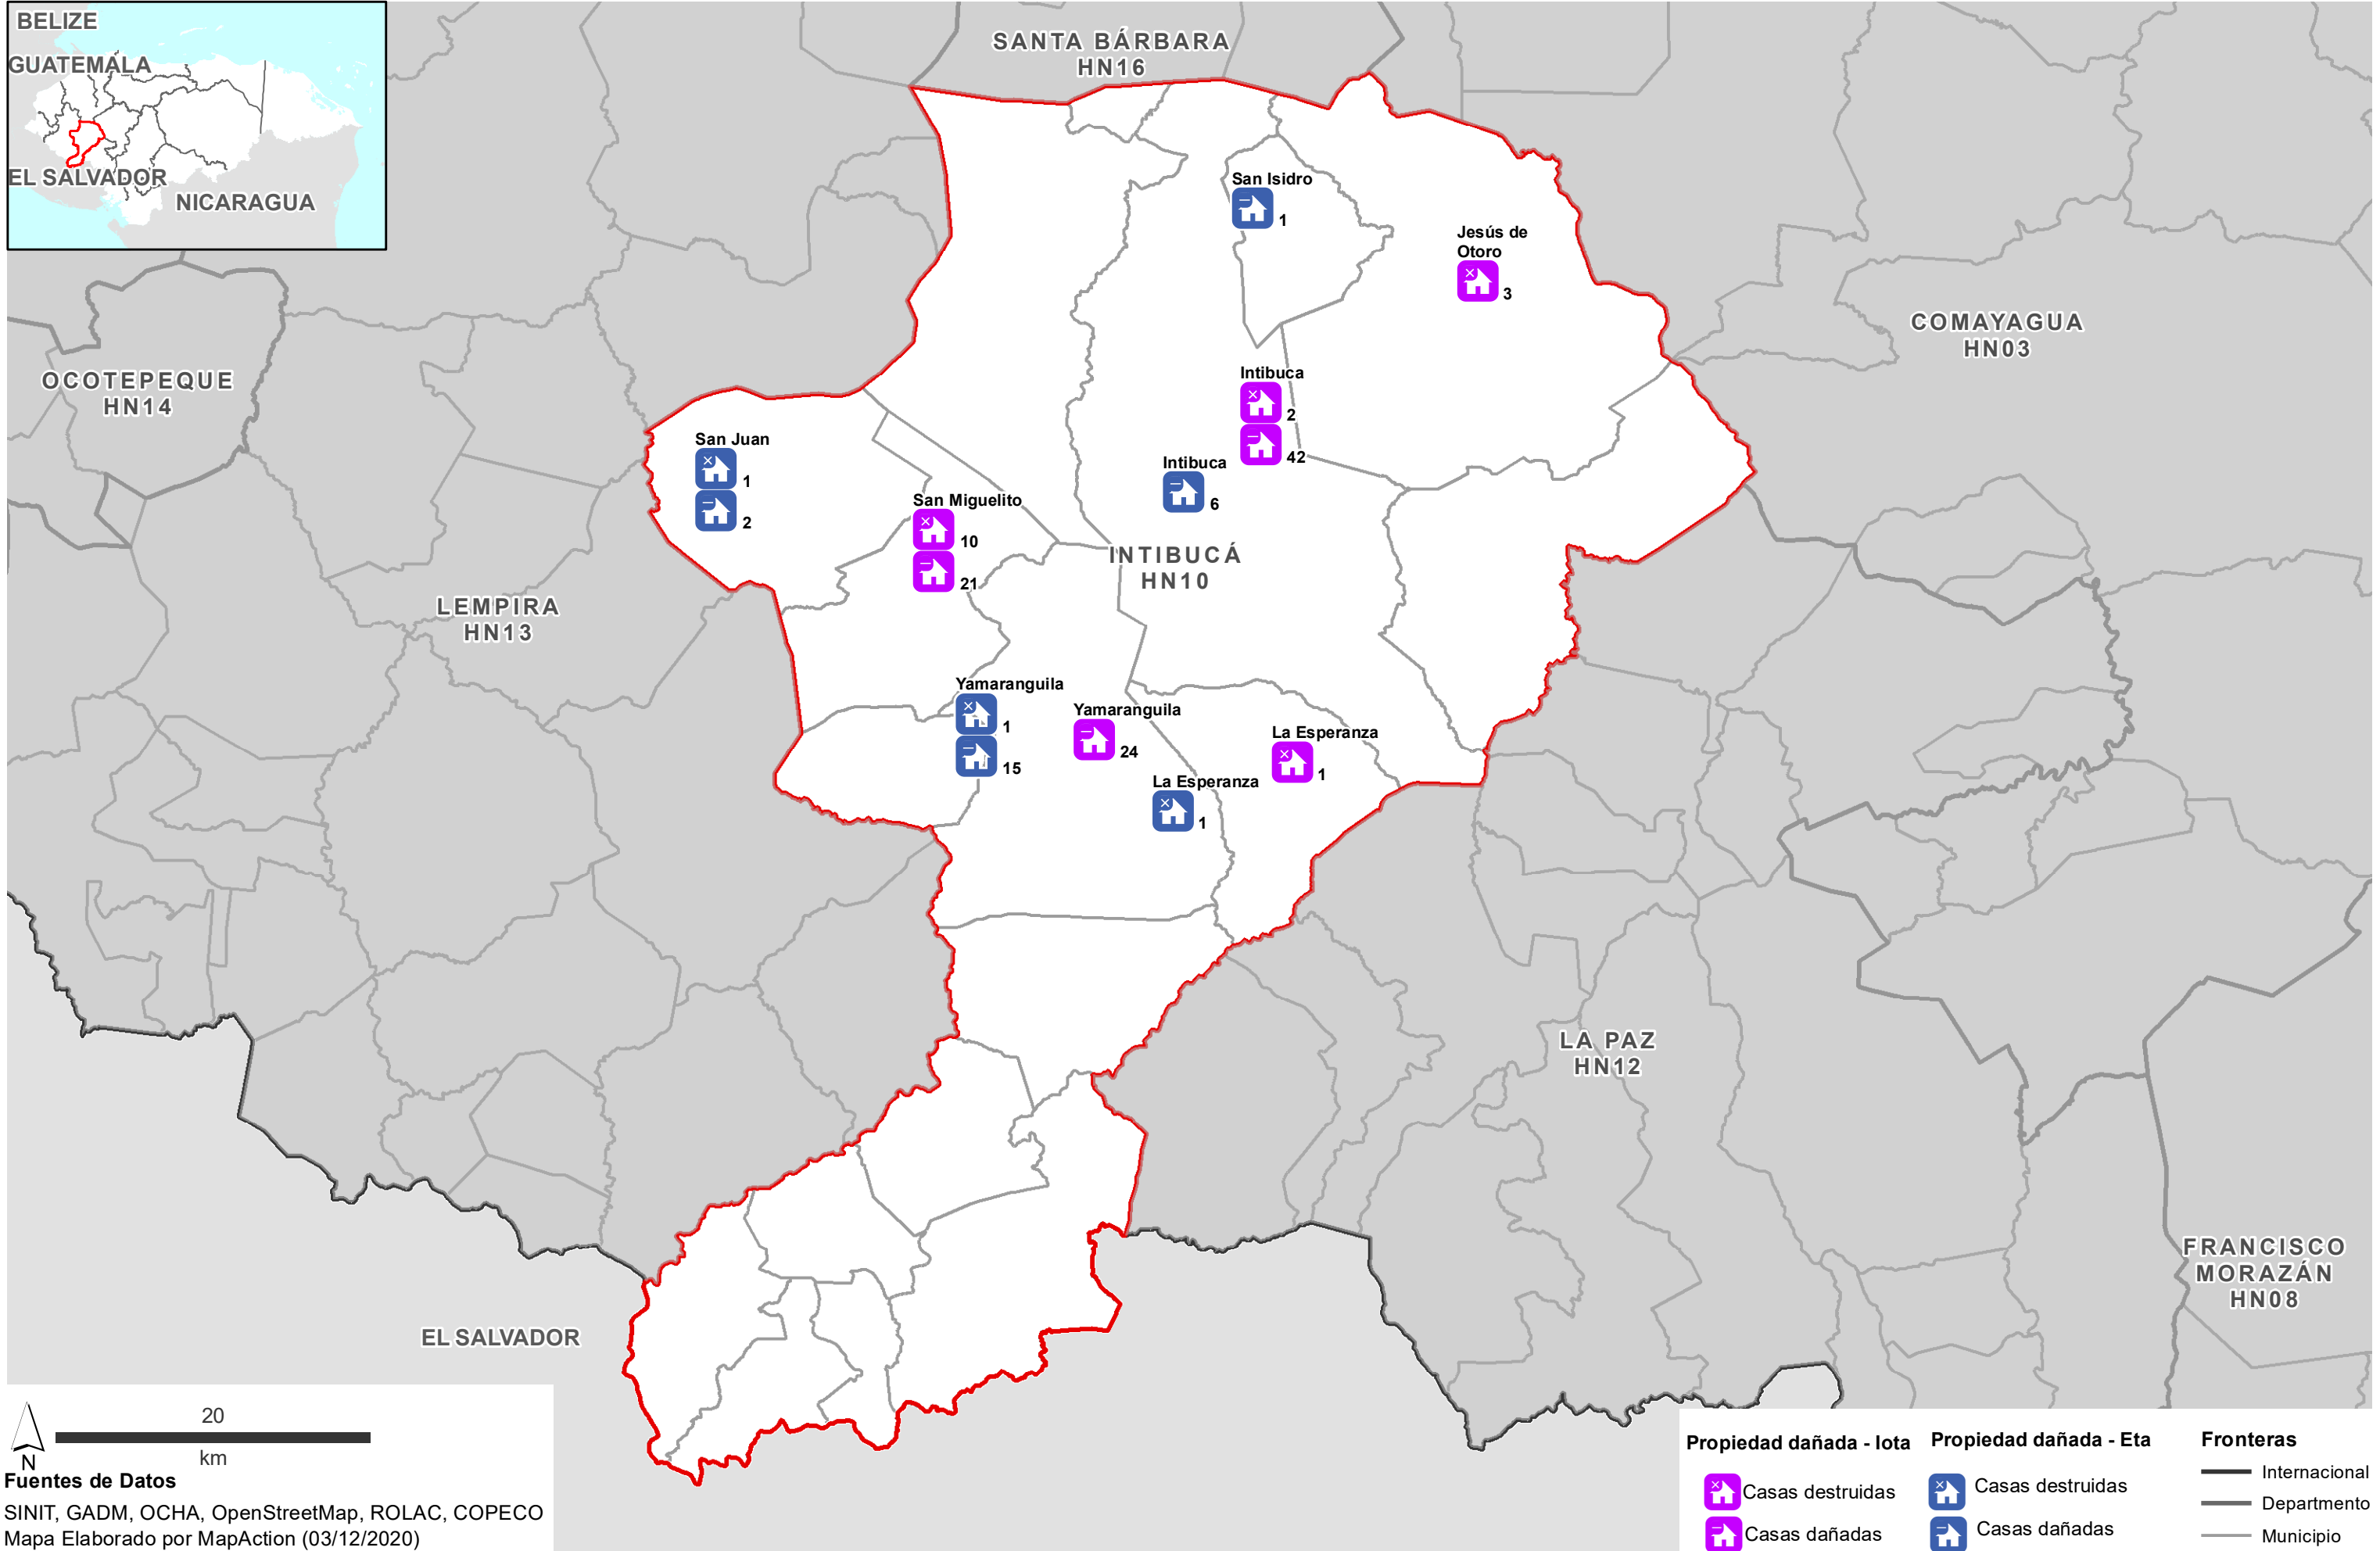 BELIZE
GUATEMALA
EL SALVADOR
NICARAGUA
SANTA BÁRBARA
HN16
San Isidro
1
Jesús de
Otoro
3
COMAYAGUA
HN03
OCOTEPEQUE
HN14
Intibuca
2
42
San Juan
1
2
Intibuca
6
San Miguelito
10
21
INTIBUCÁ
HN10
LEMPIRA
HN13
Yamaranguila
1
15
Yamaranguila
24
La Esperanza
1
La Esperanza
1
LA PAZ
HN12
FRANCISCO
MORAZÁN
HN08
EL SALVADOR
20
km
N
Fuentes de Datos
SINIT, GADM, OCHA, OpenStreetMap, ROLAC, COPECO
Mapa Elaborado por MapAction (03/12/2020)
Propiedad dañada - Iota
Casas destruidas
Casas dañadas
Propiedad dañada - Eta
Casas destruidas
Casas dañadas
Fronteras
Internacional
Departmento
Municipio